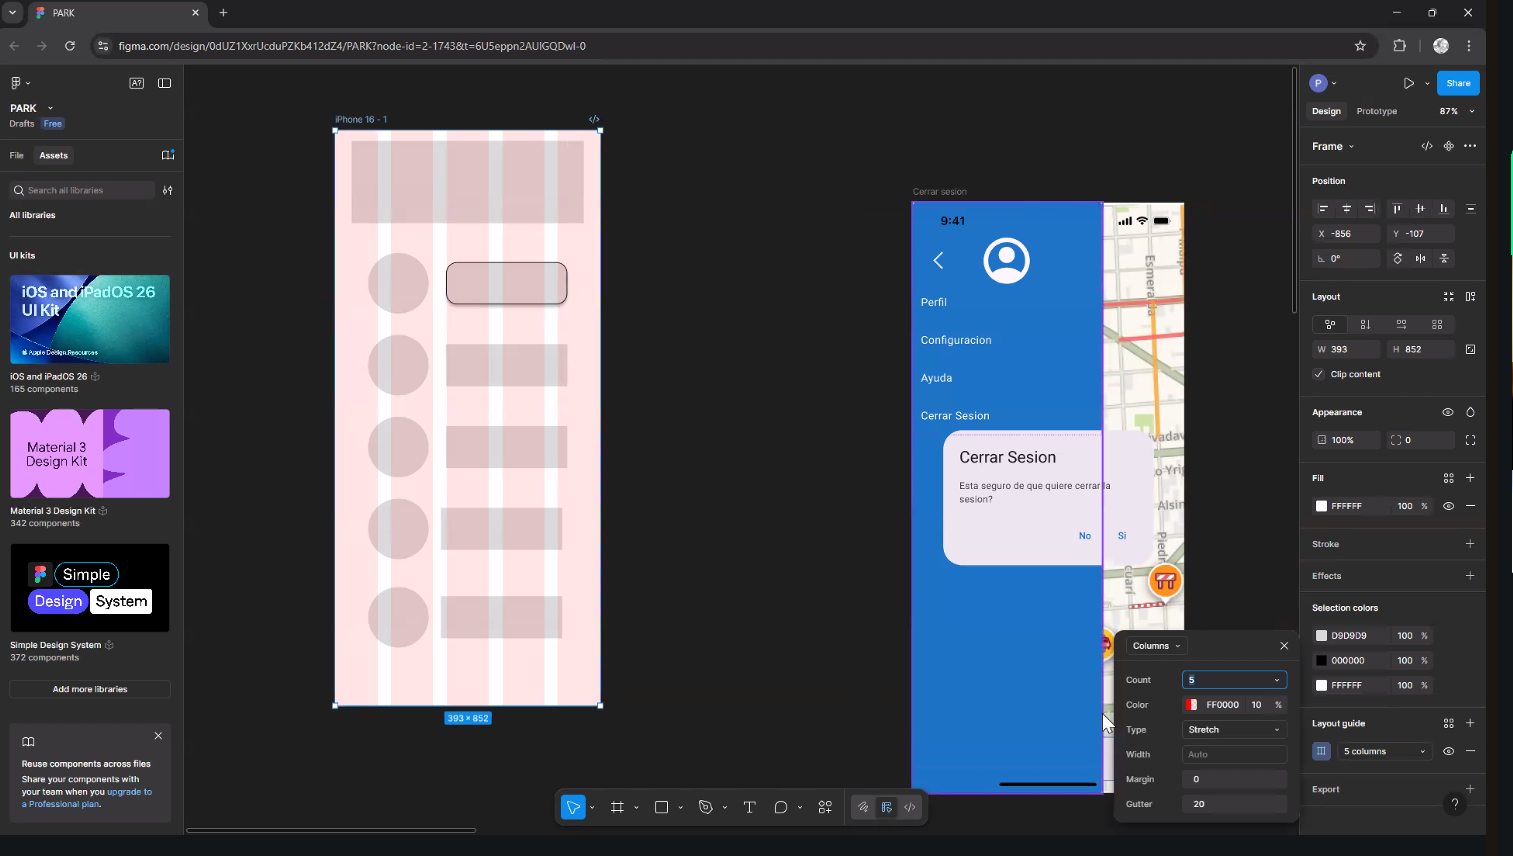 PARK
figma.com/design/0dUZ1XxrUcduPZKb412dZ4/PARK?node-id=2-1743&t=6U5eppn2AUIGQDwI-0
A?
PARK
Drafts Free
File Assets
Search all libraries
All libraries
UI kits
iOS and iPadOS 26
UI Kit
Apple Design Resources
iOS and iPadOS 26
165 components
Material 3
Design Kit
Material 3 Design Kit
342 components
Simple
Design System
Simple Design System
372 components
Add more libraries
Reuse components across files
Share your components with
your team when you upgrade to
a Professional plan.
iPhone 16 - 1
393 × 852
Cerrar sesion
9:41
Perfil
Configuracion
Ayuda
Cerrar Sesion
Cerrar Sesion
Esta seguro de que quiere cerrar la
sesion?
No Si
Esmeralda
Piedr
Alsin
Yrip
vadav
guari
Columns
Count 5
Color FF0000 10 %
Type Stretch
Width Auto
Margin 0
Gutter 20
P Share
Design Prototype 87%
Frame
Position
X -856 Y -107
0°
Layout
W 393 H 852
Clip content
Appearance
100% 0
Fill
FFFFFF 100 %
Stroke
Effects
Selection colors
D9D9D9 100 %
000000 100 %
FFFFFF 100 %
Layout guide
5 columns
Export
?